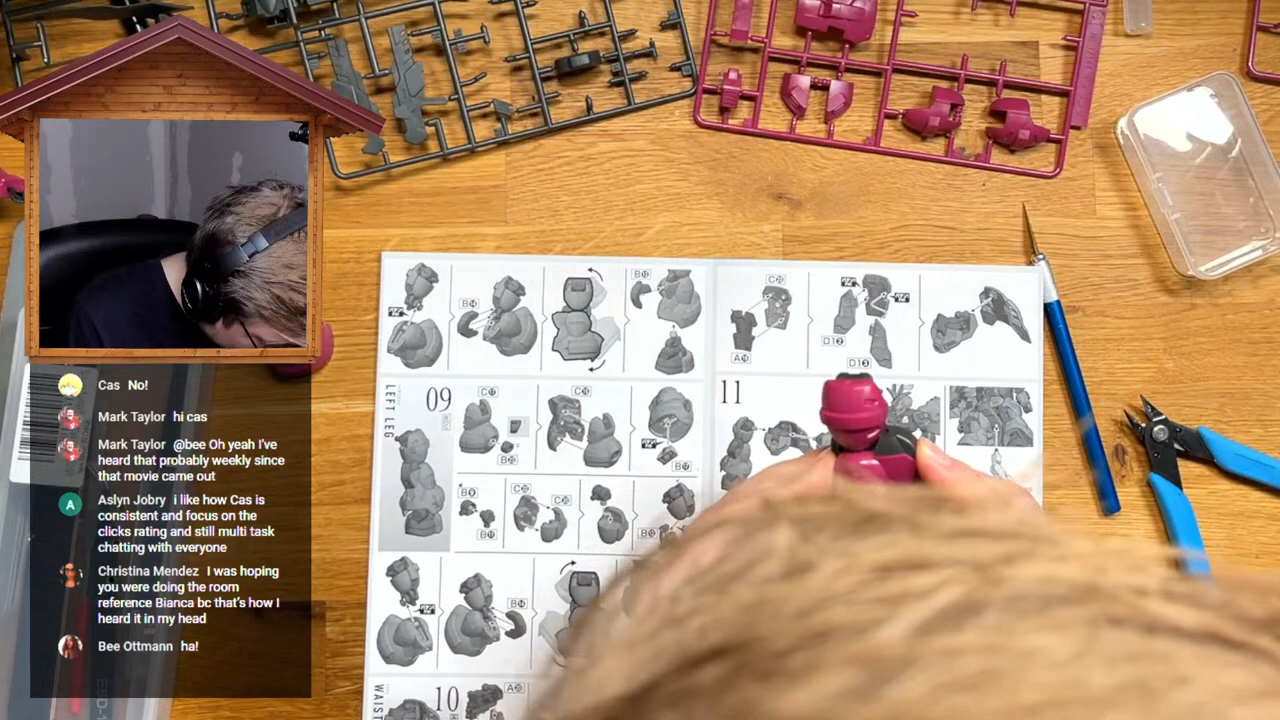 Cas No!
Mark Taylor hi cas
Mark Taylor @bee Oh yeah I've
heard that probably weekly since
that movie came out
A
Aslyn Jobry i like how Cas is
consistent and focus on the
clicks rating and still multi task
chatting with everyone
Christina Mendez I was hoping
you were doing the room
reference Bianca bc that's how I
heard it in my head
Bee Ottmann ha!
09
LEFT LEG
11
10
WAIST